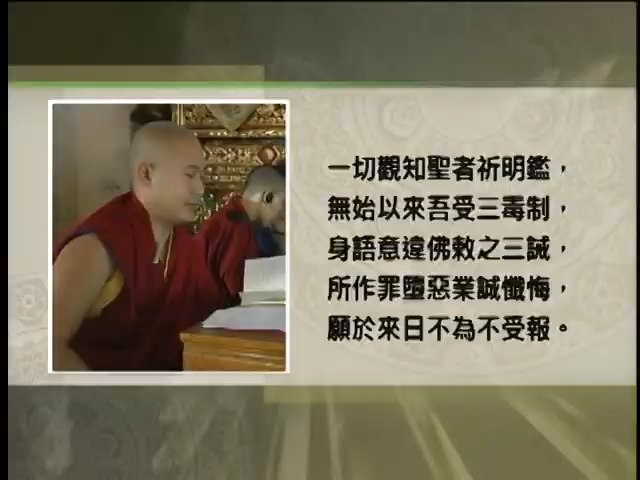 一切觀知聖者祈明鑑，
無始以來吾受三毒制，
身語意違佛敕之三誡，
所作罪墮惡業誠懺悔，
願於來日不為不受報。